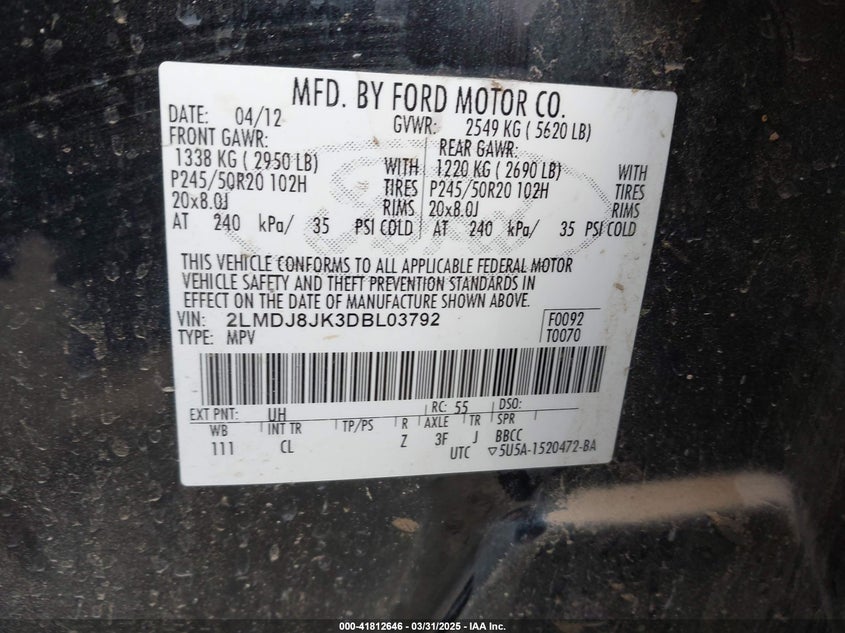 MFD. BY FORD MOTOR CO.
DATE: 04/12 GVWR: 2549 KG ( 5620 LB)
FRONT GAWR: REAR GAWR:
1338 KG ( 2950 LB) WITH 1220 KG ( 2690 LB) WITH
P245/50R20 102H TIRES P245/50R20 102H TIRES
20x8.0J RIMS 20x8.0J RIMS
AT 240 kPa/ 35 PSI COLD AT 240 kPa/ 35 PSI COLD
THIS VEHICLE CONFORMS TO ALL APPLICABLE FEDERAL MOTOR
VEHICLE SAFETY AND THEFT PREVENTION STANDARDS IN
EFFECT ON THE DATE OF MANUFACTURE SHOWN ABOVE.
VIN: 2LMDJ8JK3DBL03792 F0092
TYPE: MPV T0070
EXT PNT: UH RC: 55 DSO:
WB INT TR TP/PS R AXLE TR SPR
111 CL Z 3F J BBCC
UTC ▽5U5A-1520472-BA
000-41812646 - 03/31/2025 - IAA Inc.